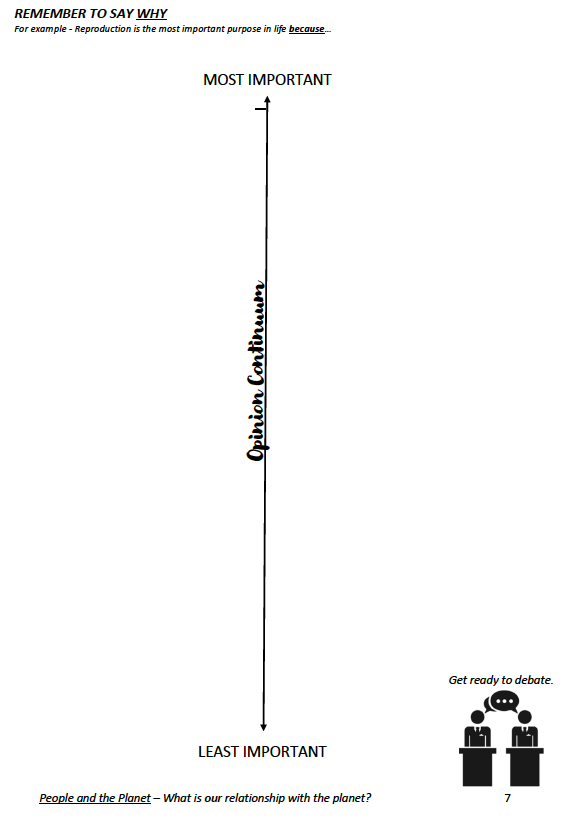 REMEMBER TO SAY WHY
For example - Reproduction is the most important purpose in life because...
MOST IMPORTANT
Opinion Continuum
Get ready to debate.
LEAST IMPORTANT
People and the Planet – What is our relationship with the planet?
7